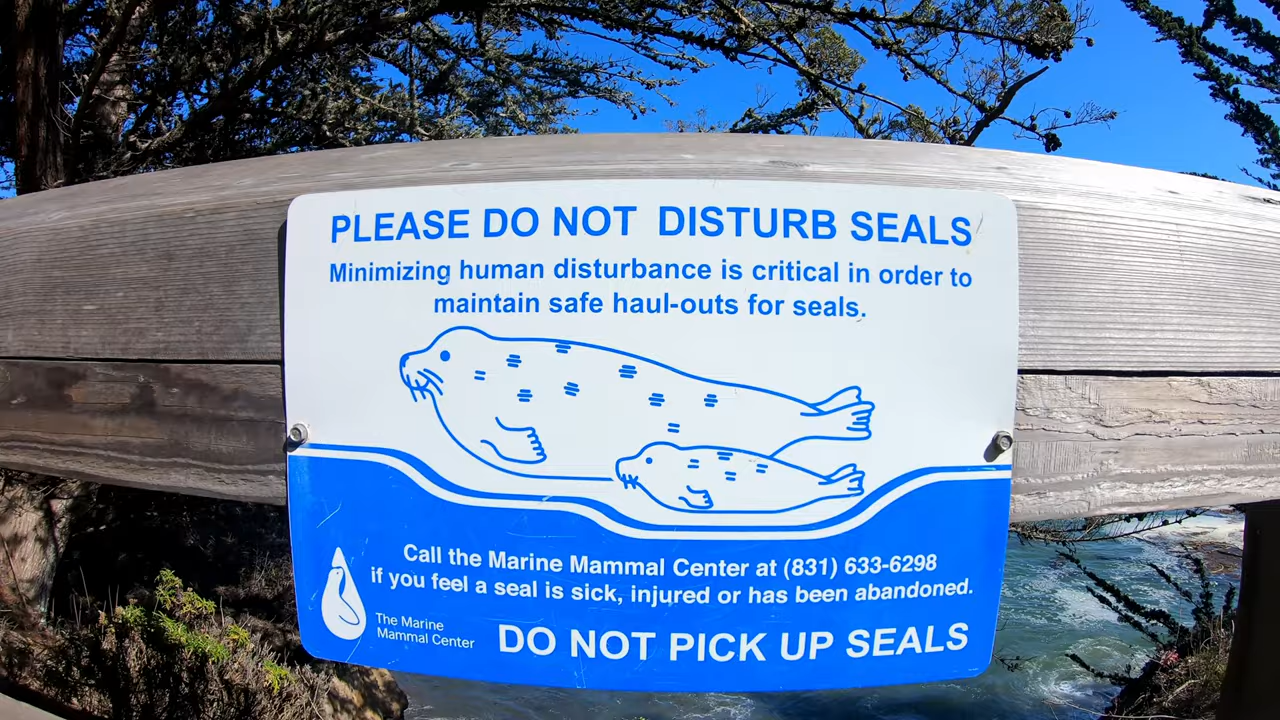 PLEASE DO NOT DISTURB SEALS
Minimizing human disturbance is critical in order to
maintain safe haul-outs for seals.
Call the Marine Mammal Center at (831) 633-6298
if you feel a seal is sick, injured or has been abandoned.
The Marine
Mammal Center
DO NOT PICK UP SEALS